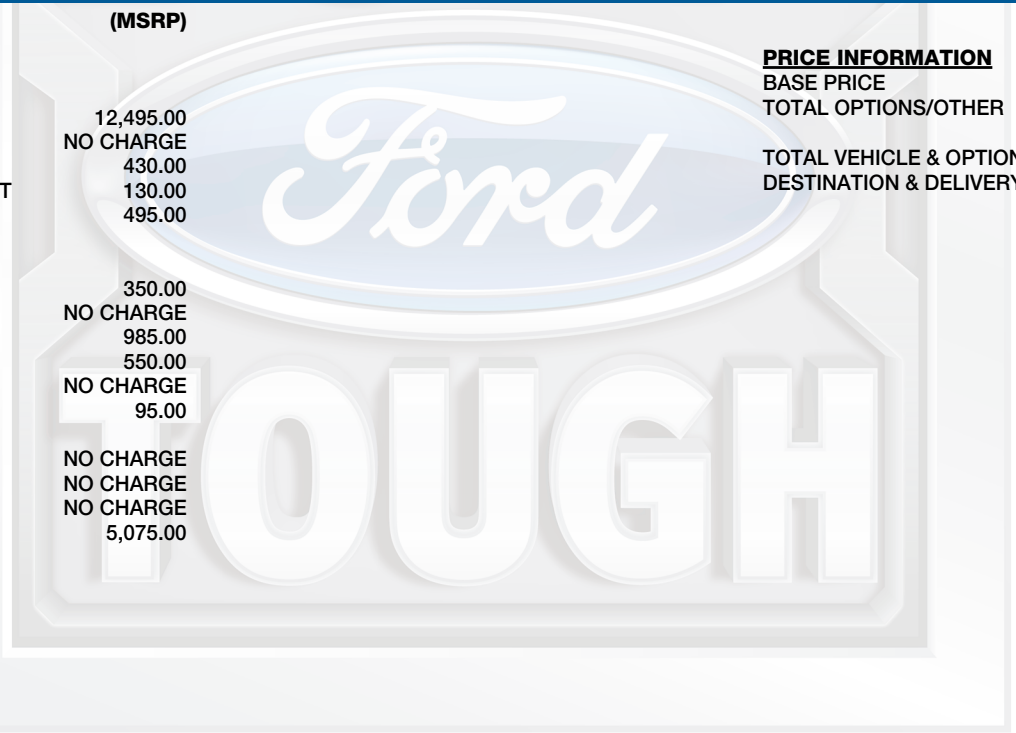 (MSRP)
12,495.00
NO CHARGE
430.00
T 130.00
495.00
350.00
NO CHARGE
985.00
550.00
NO CHARGE
95.00
NO CHARGE
NO CHARGE
NO CHARGE
5,075.00
PRICE INFORMATION
BASE PRICE
TOTAL OPTIONS/OTHER
TOTAL VEHICLE & OPTION
DESTINATION & DELIVERY
Ford
TOUGH